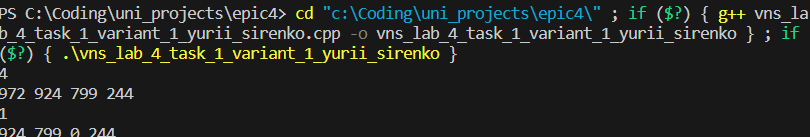 PS C:\Coding\uni_projects\epic4> cd "c:\Coding\uni_projects\epic4\" ; if ($?) { g++ vns_la
b_4_task_1_variant_1_yurii_sirenko.cpp -o vns_lab_4_task_1_variant_1_yurii_sirenko } ; if
($?) { .\vns_lab_4_task_1_variant_1_yurii_sirenko }
4
972 924 799 244
1
924 799 0 244